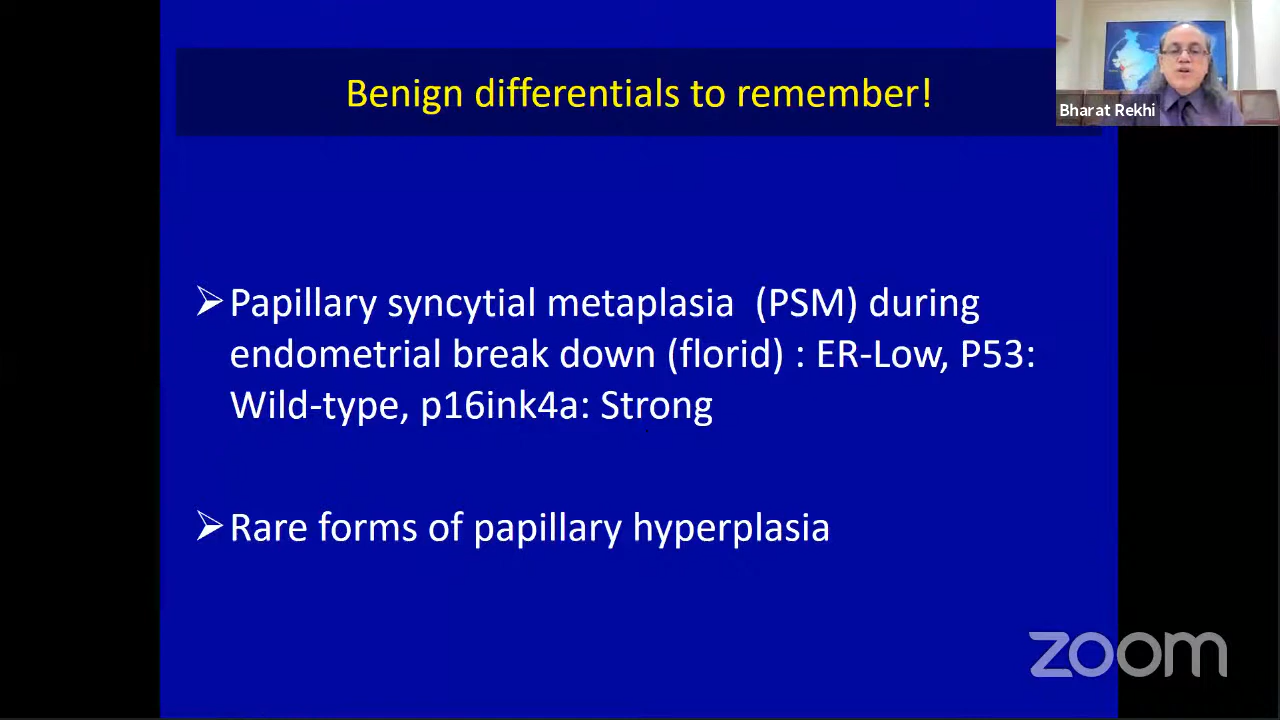 Benign differentials to remember!
Bharat Rekhi
➢Papillary syncytial metaplasia (PSM) during
endometrial break down (florid) : ER-Low, P53:
Wild-type, p16ink4a: Strong
➢Rare forms of papillary hyperplasia
zoom